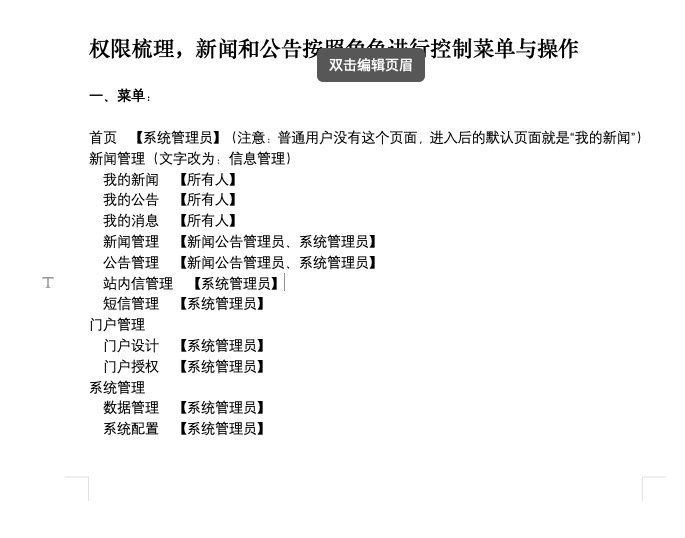 权限梳理，新闻和公告按照角色进行控制菜单与操作
双击编辑页眉
一、菜单：
首页 【系统管理员】（注意：普通用户没有这个页面，进入后的默认页面就是“我的新闻”）
新闻管理（文字改为：信息管理）
我的新闻 【所有人】
我的公告 【所有人】
我的消息 【所有人】
新闻管理 【新闻公告管理员、系统管理员】
公告管理 【新闻公告管理员、系统管理员】
站内信管理 【系统管理员】
短信管理 【系统管理员】
门户管理
门户设计 【系统管理员】
门户授权 【系统管理员】
系统管理
数据管理 【系统管理员】
系统配置 【系统管理员】